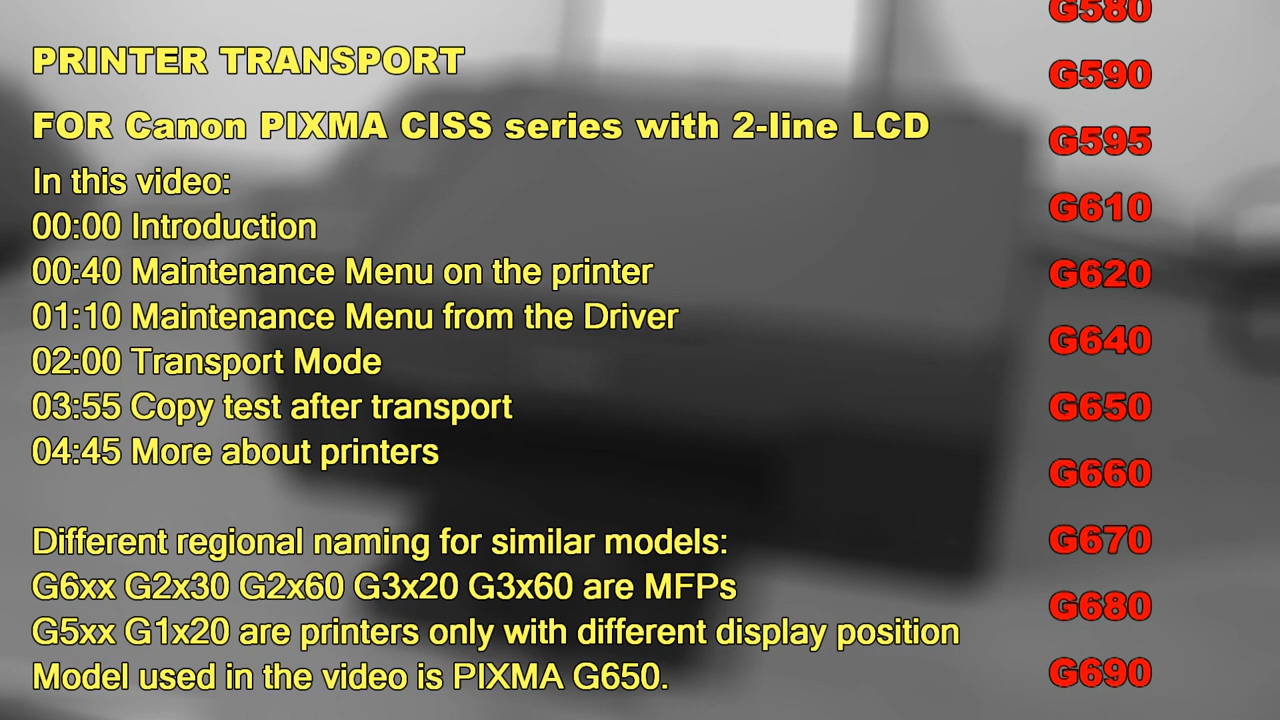 PRINTER TRANSPORT
FOR Canon PIXMA CISS series with 2-line LCD
In this video:
00:00 Introduction
00:40 Maintenance Menu on the printer
01:10 Maintenance Menu from the Driver
02:00 Transport Mode
03:55 Copy test after transport
04:45 More about printers
Different regional naming for similar models:
G6xx G2x30 G2x60 G3x20 G3x60 are MFPs
G5xx G1x20 are printers only with different display position
Model used in the video is PIXMA G650.
G580
G590
G595
G610
G620
G640
G650
G660
G670
G680
G690